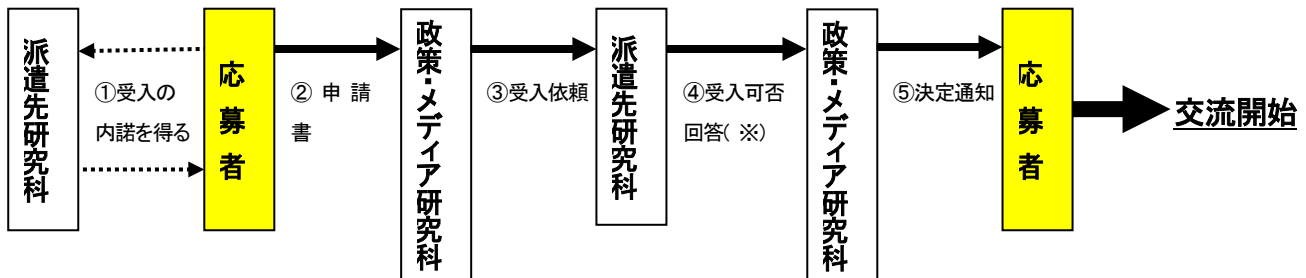 派遣先研究科
①受入の
内諾を得る
応募者
② 申 請
書
政策・メディア研究科
③受入依頼
派遣先研究科
④受入可否
回答( ※)
政策・メディア研究科
⑤決定通知
応募者
交流開始